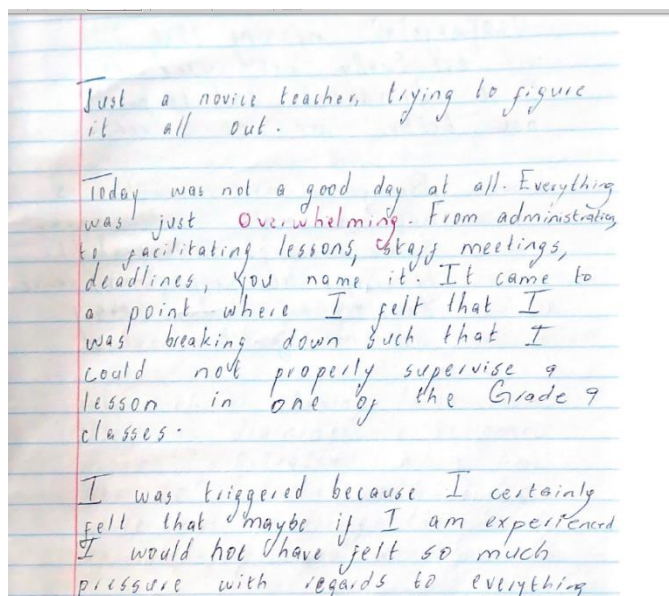 Just a novice teacher, trying to figure
it all out.
Today was not a good day at all. Everything
was just Overwhelming. From administration,
to facilitating lessons, staff meetings,
deadlines, you name it. It came to
a point where I felt that I
was breaking down such that I
could not properly supervise a
lesson in one of the Grade 9
classes.
I was triggered because I certainly
felt that maybe if I am experienced
I would not have felt so much
pressure with regards to everything